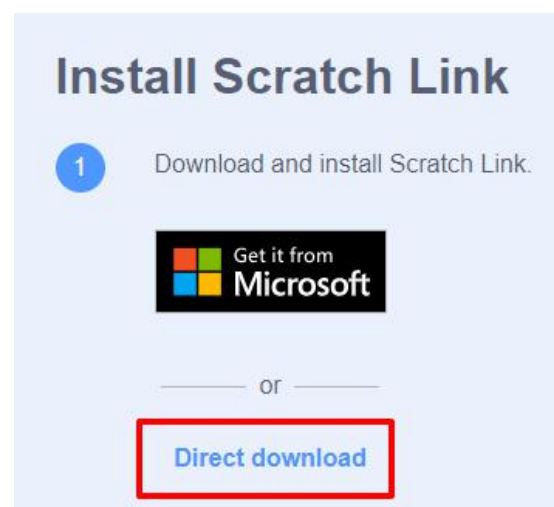 Install Scratch Link
1 Download and install Scratch Link.
Get it from
Microsoft
or
Direct download